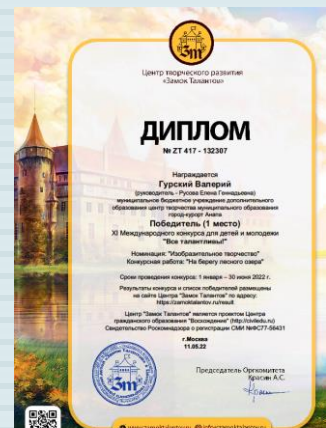 Зт
Центр творческого развития
«Замок Талантов»
ДИПЛОМ
№ ZT 417 - 132307
Награждается
Гурский Валерий
(руководитель - Русова Елена Геннадьевна)
муниципальное бюджетное учреждение дополнительного
образования центр творчества муниципального образования
город-курорт Анапа
Победитель (1 место)
XI Международного конкурса для детей и молодежи
"Все талантливы!"
Номинация: "Изобразительное творчество"
Конкурсная работа: "На берегу лесного озера"
Сроки проведения конкурса: 1 января – 30 июня 2022 г.
Результаты конкурса и список победителей размещены
на сайте Центра "Замок Талантов" по адресу:
https://zamoktalantov.ru/result
Центр "Замок Талантов" является проектом Центра
гражданского образования "Восхождение" (http://civiledu.ru)
Свидетельство Роскомнадзора о регистрации СМИ №ФС77-56431
г.Москва
11.05.22
Председатель Оргкомитета
Красин А.С.
Зт